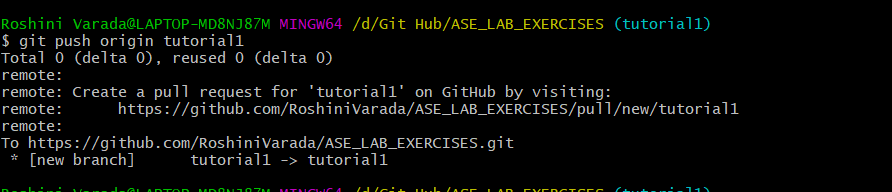 Roshini Varada@LAPTOP-MD8NJ87M MINGW64 /d/Git Hub/ASE_LAB_EXERCISES (tutorial1)
$ git push origin tutorial1
Total 0 (delta 0), reused 0 (delta 0)
remote:
remote: Create a pull request for 'tutorial1' on GitHub by visiting:
remote:      https://github.com/RoshiniVarada/ASE_LAB_EXERCISES/pull/new/tutorial1
remote:
To https://github.com/RoshiniVarada/ASE_LAB_EXERCISES.git
 * [new branch]      tutorial1 -> tutorial1
Roshini Varada@LAPTOP-MD8NJ87M MINGW64 /d/Git Hub/ASE_LAB_EXERCISES (tutorial1)